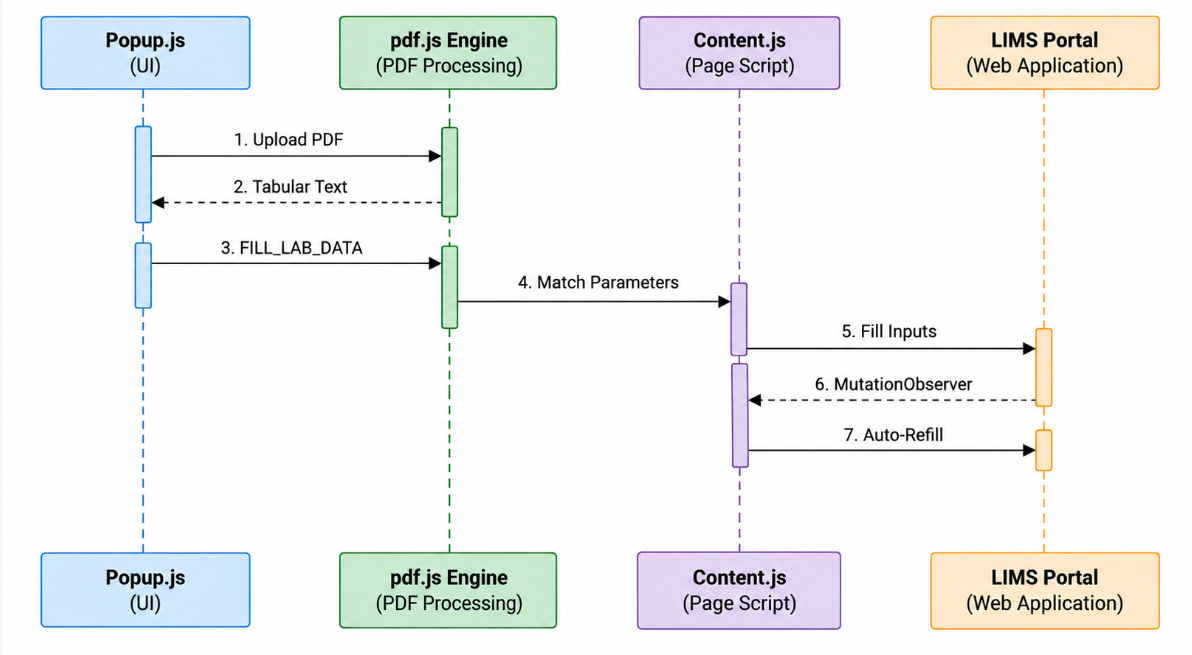 Popup.js
(UI)
pdf.js Engine
(PDF Processing)
Content.js
(Page Script)
LIMS Portal
(Web Application)
1. Upload PDF
2. Tabular Text
3. FILL_LAB_DATA
4. Match Parameters
5. Fill Inputs
6. MutationObserver
7. Auto-Refill
Popup.js
(UI)
pdf.js Engine
(PDF Processing)
Content.js
(Page Script)
LIMS Portal
(Web Application)